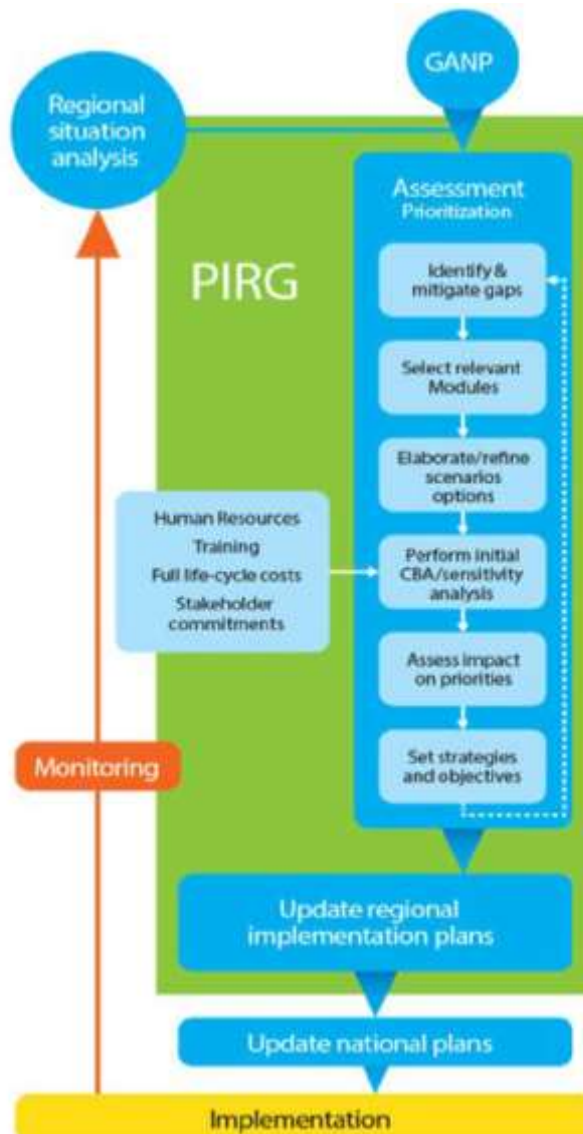 GANP
Regional
situation
analysis
Assessment
Prioritization
PIRG
Identify &
mitigate gaps
Select relevant
Modules
Elaborate/refine
scenarios
options
Human Resources
Training
Full life-cycle costs
Stakeholder
commitments
Perform initial
CBA/sensitivity
analysis
Assess impact
on priorities
Monitoring
Set strategies
and objectives
Update regional
implementation plans
Update national plans
Implementation